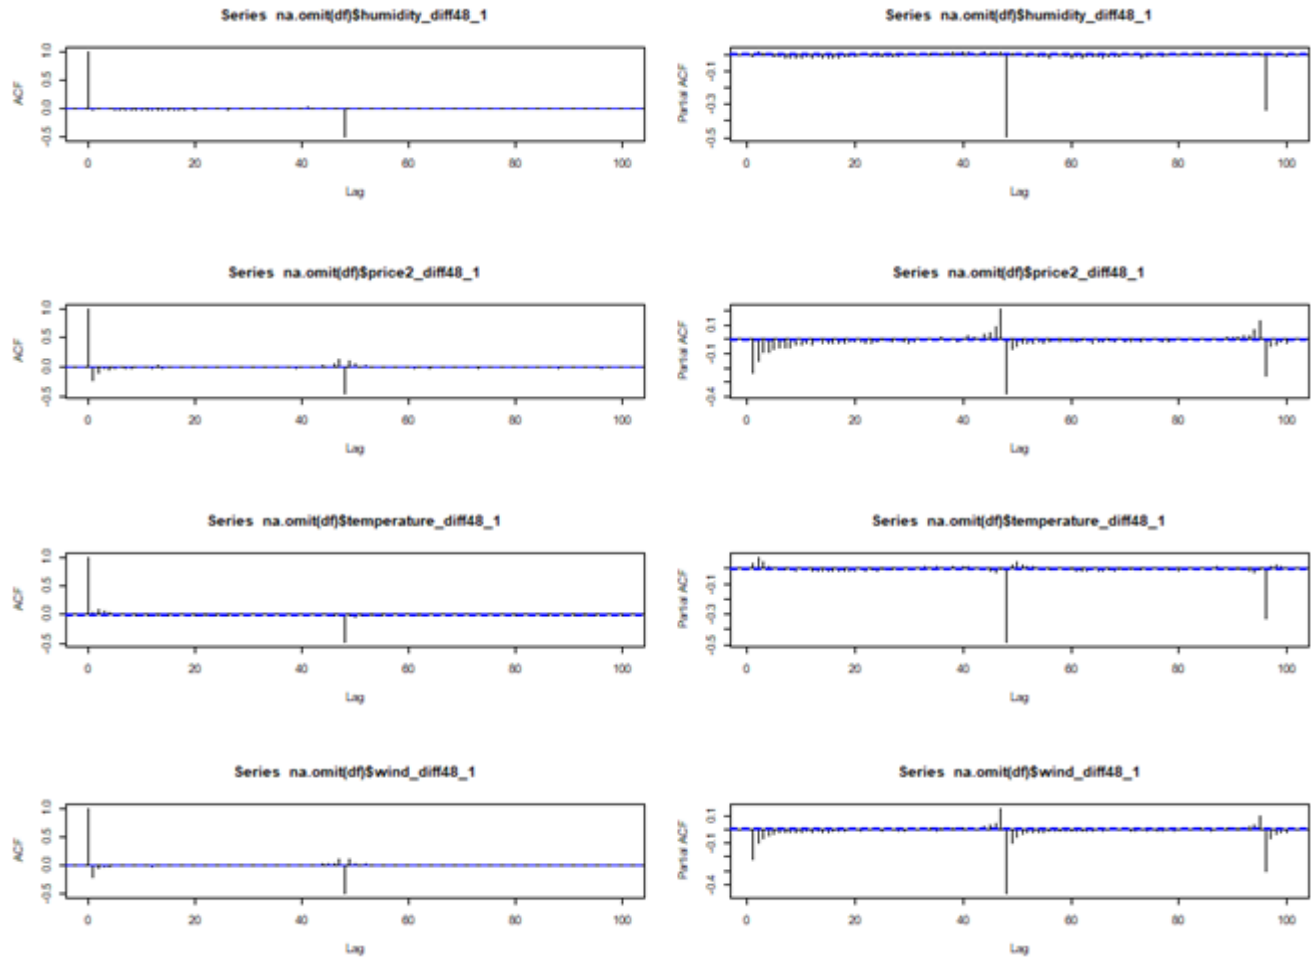 Series na.omit(df)$humidity_diff48_1
ACF
1.0
0.5
0.0
-0.5
0 20 40 60 80 100
Lag
Series na.omit(df)$humidity_diff48_1
Partial ACF
-0.1
-0.3
-0.5
0 20 40 60 80 100
Lag
Series na.omit(df)$price2_diff48_1
ACF
1.0
0.5
0.0
-0.5
0 20 40 60 80 100
Lag
Series na.omit(df)$price2_diff48_1
Partial ACF
0.1
-0.1
-0.4
0 20 40 60 80 100
Lag
Series na.omit(df)$temperature_diff48_1
ACF
1.0
0.5
0.0
-0.5
0 20 40 60 80 100
Lag
Series na.omit(df)$temperature_diff48_1
Partial ACF
-0.1
-0.3
-0.5
0 20 40 60 80 100
Lag
Series na.omit(df)$wind_diff48_1
ACF
1.0
0.5
0.0
-0.5
0 20 40 60 80 100
Lag
Series na.omit(df)$wind_diff48_1
Partial ACF
0.1
-0.1
-0.4
0 20 40 60 80 100
Lag